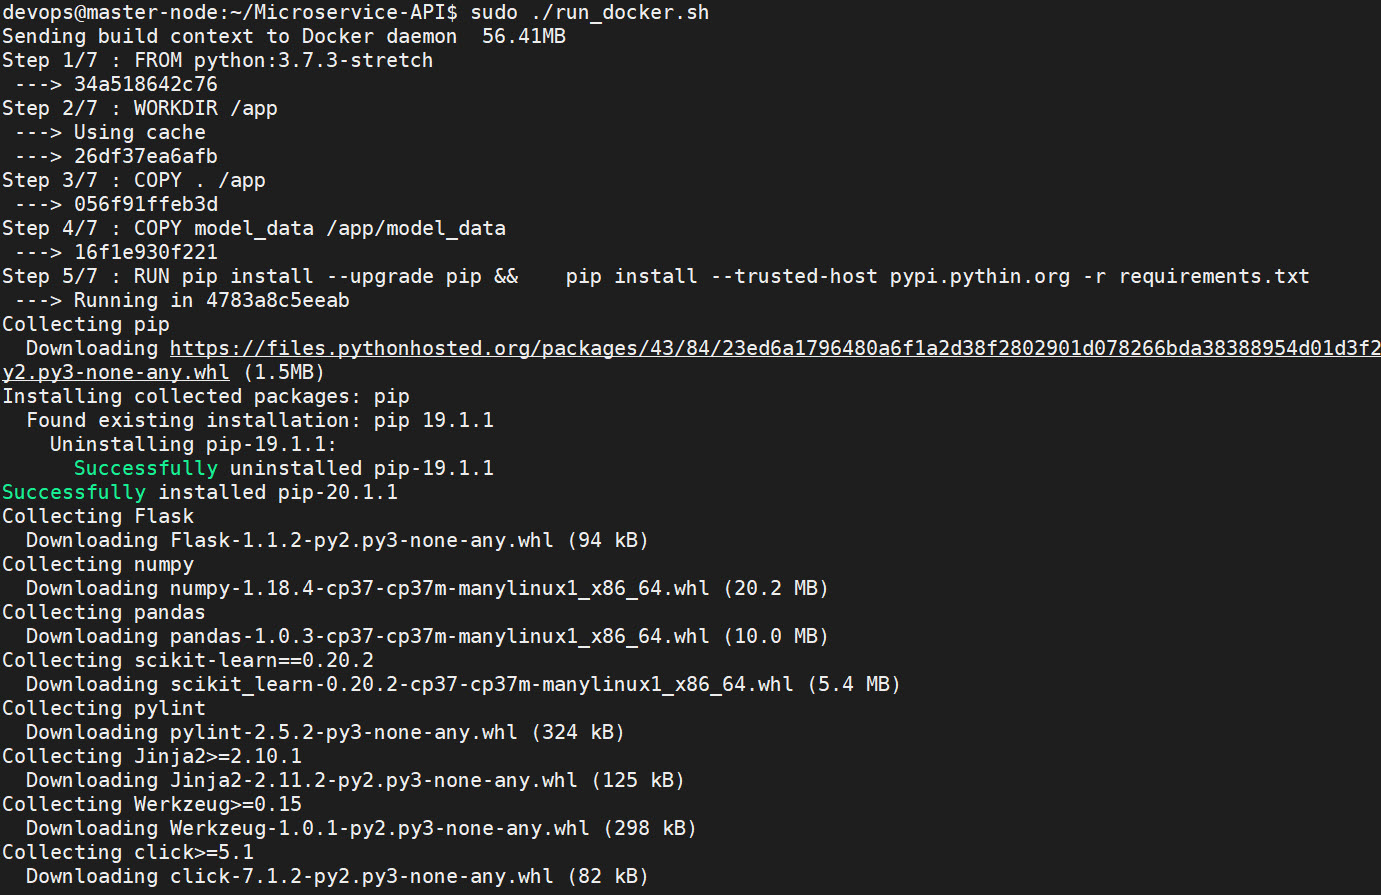 devops@master-node:~/Microservice-API$ sudo ./run_docker.sh
Sending build context to Docker daemon  56.41MB
Step 1/7 : FROM python:3.7.3-stretch
 ---> 34a518642c76
Step 2/7 : WORKDIR /app
 ---> Using cache
 ---> 26df37ea6afb
Step 3/7 : COPY . /app
 ---> 056f91ffeb3d
Step 4/7 : COPY model_data /app/model_data
 ---> 16f1e930f221
Step 5/7 : RUN pip install --upgrade pip &&    pip install --trusted-host pypi.pythin.org -r requirements.txt
 ---> Running in 4783a8c5eeab
Collecting pip
  Downloading https://files.pythonhosted.org/packages/43/84/23ed6a1796480a6f1a2d38f2802901d078266bda38388954d01d3f2
y2.py3-none-any.whl (1.5MB)
Installing collected packages: pip
  Found existing installation: pip 19.1.1
    Uninstalling pip-19.1.1:
      Successfully uninstalled pip-19.1.1
Successfully installed pip-20.1.1
Collecting Flask
  Downloading Flask-1.1.2-py2.py3-none-any.whl (94 kB)
Collecting numpy
  Downloading numpy-1.18.4-cp37-cp37m-manylinux1_x86_64.whl (20.2 MB)
Collecting pandas
  Downloading pandas-1.0.3-cp37-cp37m-manylinux1_x86_64.whl (10.0 MB)
Collecting scikit-learn==0.20.2
  Downloading scikit_learn-0.20.2-cp37-cp37m-manylinux1_x86_64.whl (5.4 MB)
Collecting pylint
  Downloading pylint-2.5.2-py3-none-any.whl (324 kB)
Collecting Jinja2>=2.10.1
  Downloading Jinja2-2.11.2-py2.py3-none-any.whl (125 kB)
Collecting Werkzeug>=0.15
  Downloading Werkzeug-1.0.1-py2.py3-none-any.whl (298 kB)
Collecting click>=5.1
  Downloading click-7.1.2-py2.py3-none-any.whl (82 kB)